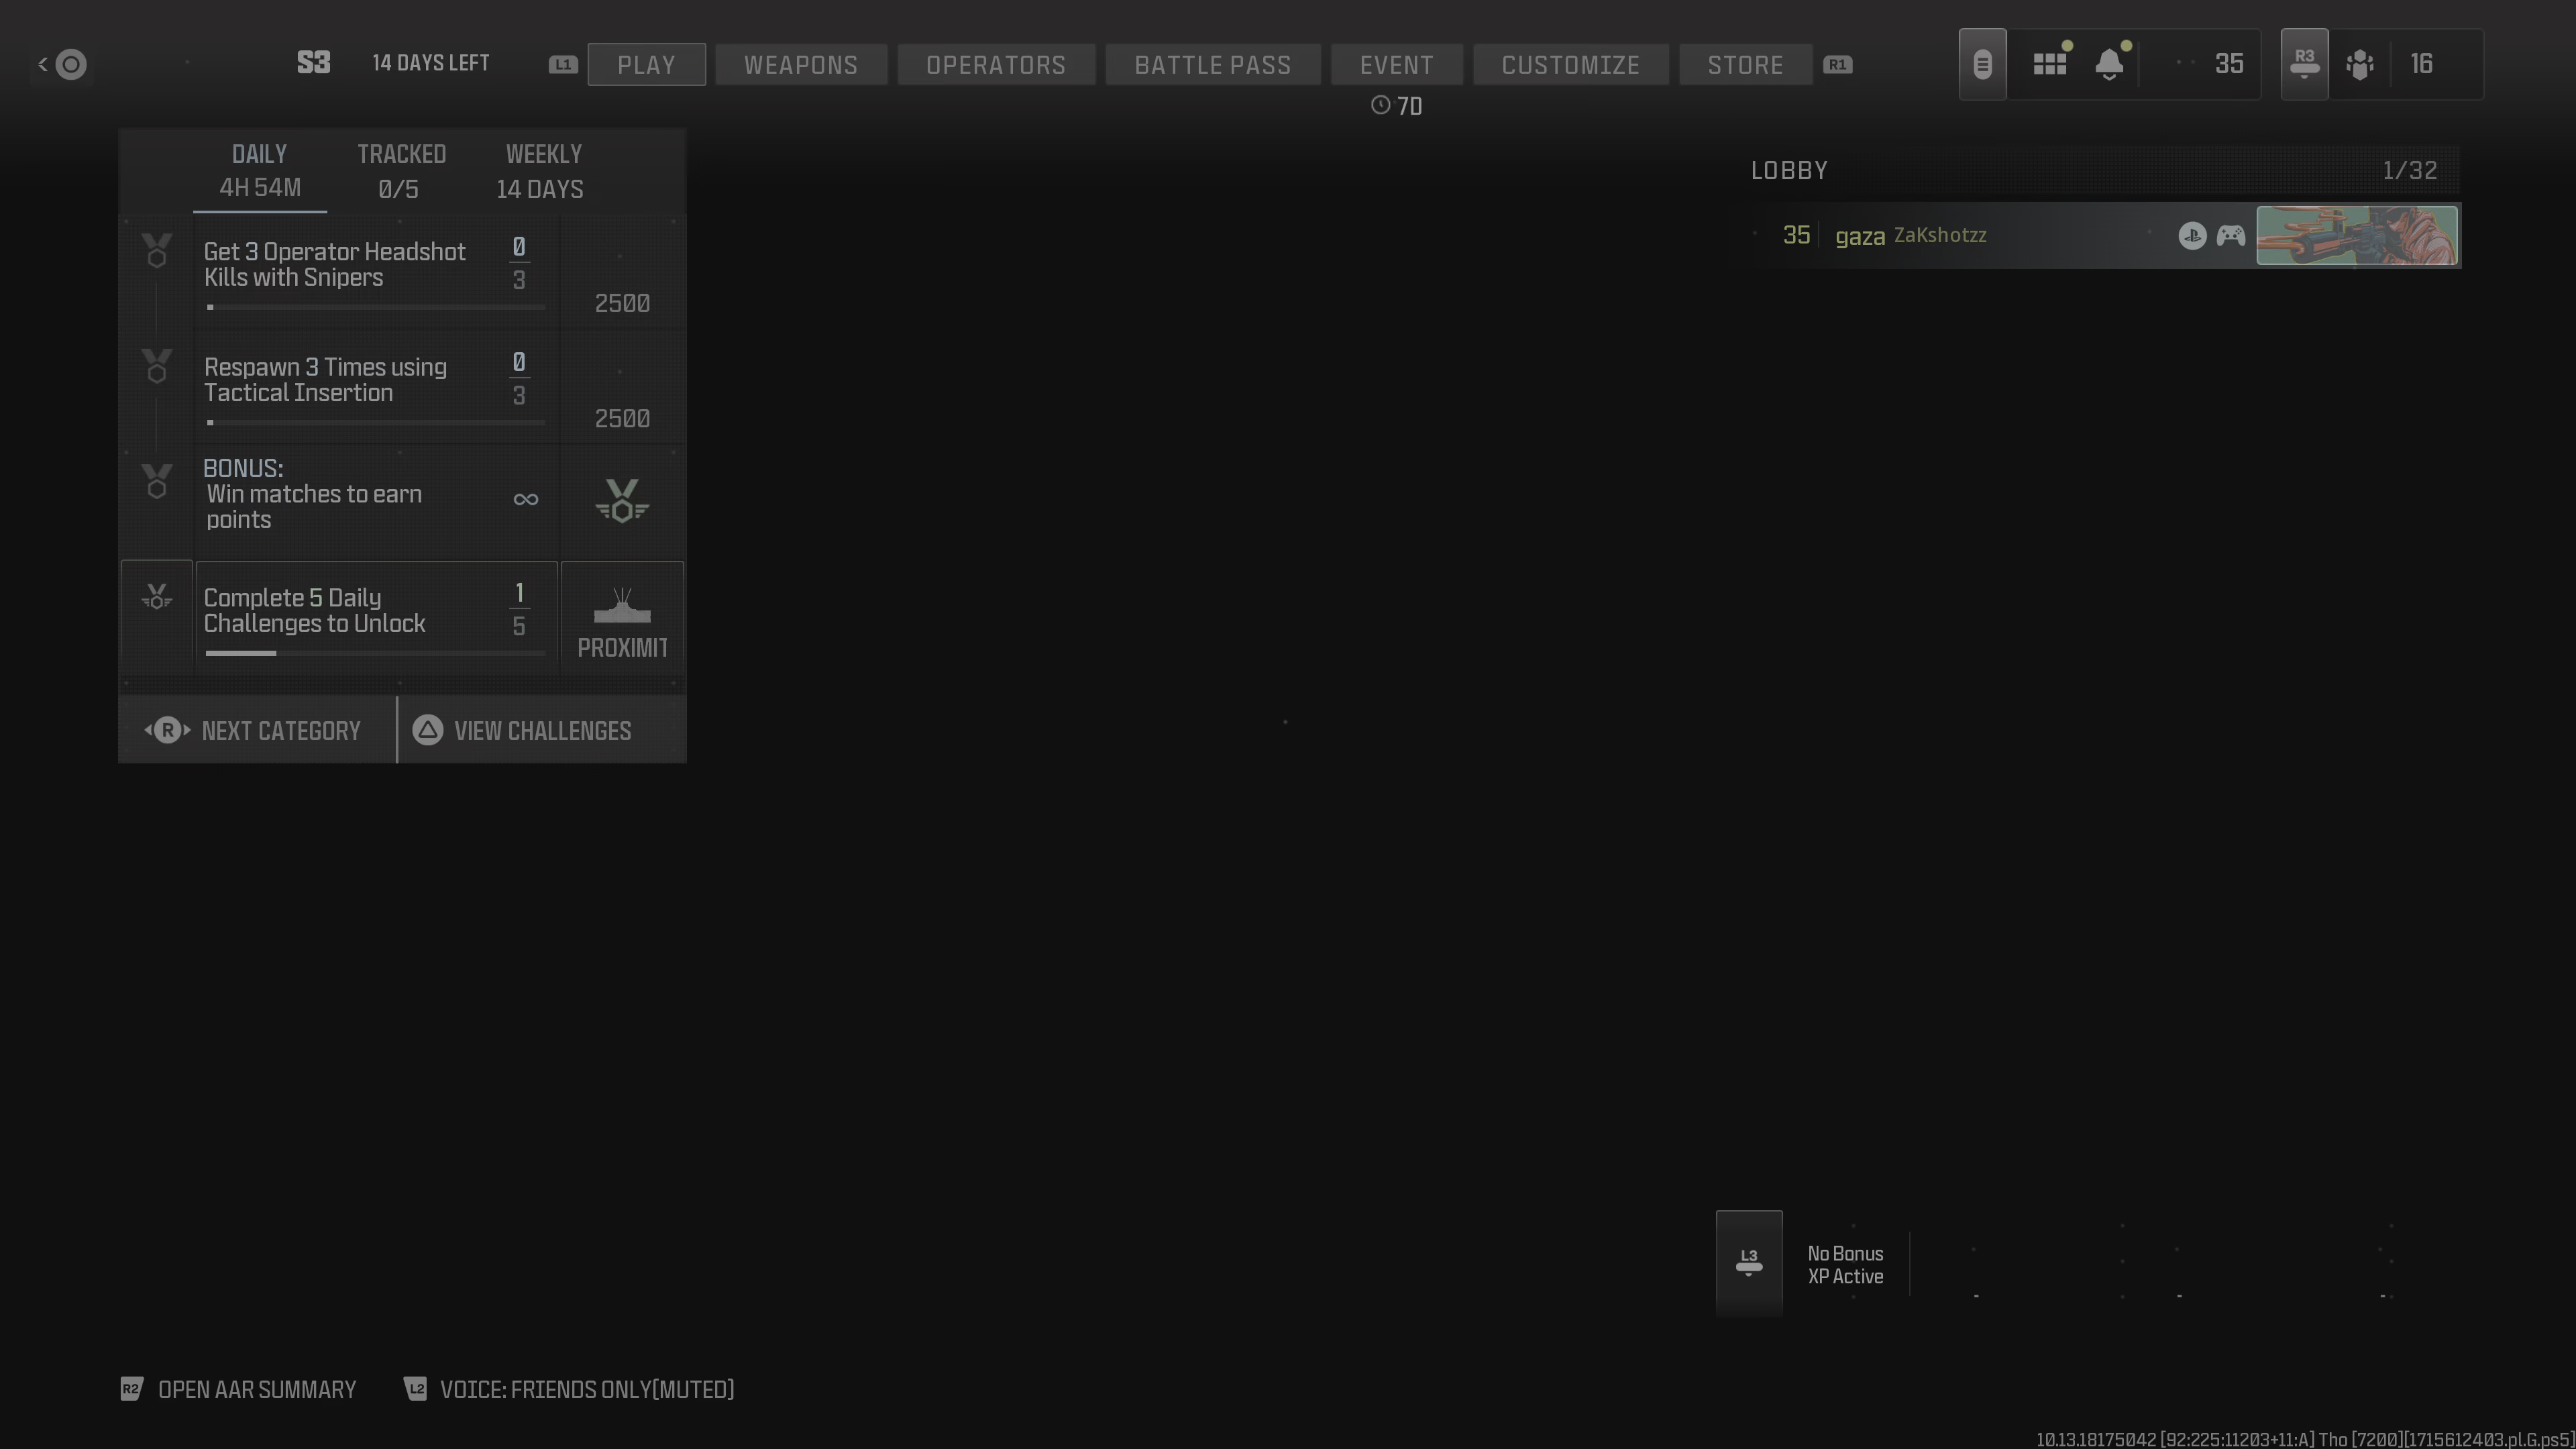 S3
14 DAYS LEFT
L1
PLAY
WEAPONS
OPERATORS
BATTLE PASS
EVENT
CUSTOMIZE
STORE
R1
35
R3
16
7D
DAILY
4H 54M
TRACKED
0/5
WEEKLY
14 DAYS
Get 3 Operator Headshot
Kills with Snipers
0
3
2500
Respawn 3 Times using
Tactical Insertion
0
3
2500
BONUS:
Win matches to earn
points
∞
Complete 5 Daily
Challenges to Unlock
1
5
PROXIMIT
R NEXT CATEGORY
VIEW CHALLENGES
LOBBY
1/32
35
gaza ZaKshotzz
L3
No Bonus
XP Active
R2 OPEN AAR SUMMARY
L2 VOICE: FRIENDS ONLY(MUTED)
10.13.18175042 [92:225:11203+11:A] Tho [7200][1715612403.pl.G.ps5]